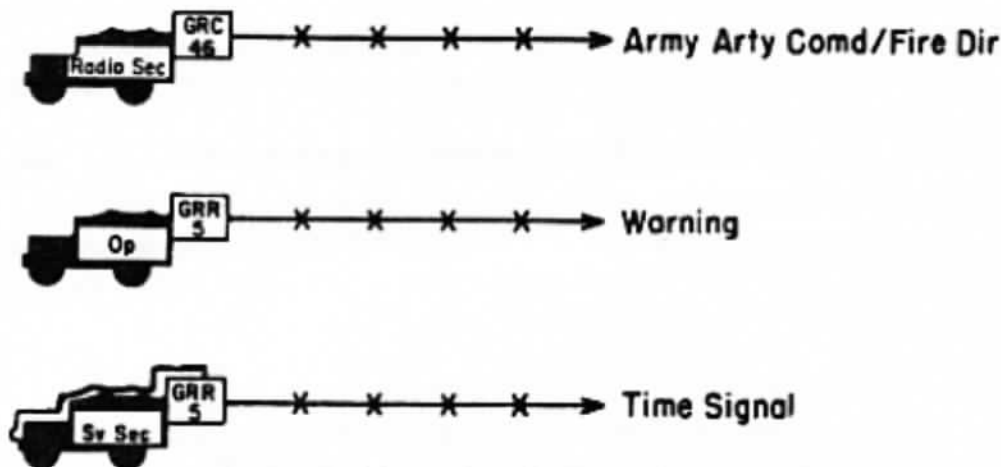 GRC
46
Radio Sec
Army Arty Comd/Fire Dir
GRR
5
Op
Warning
GRR
5
Sv Sec
Time Signal